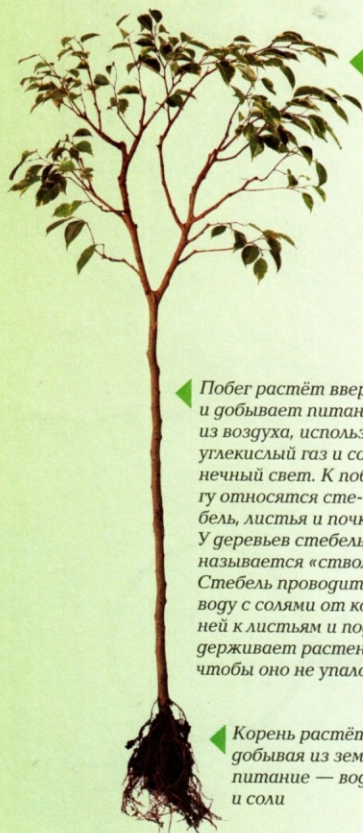 Побег растёт ввер
и добывает питан
из воздуха, использ
углекислый газ и со
нечный свет. К поб
гу относятся сте-
бель, листья и почк
У деревьев стебель
называется «ствол
Стебель проводит
воду с солями от ко
ней к листьям и по
держивает растен
чтобы оно не упал
Корень растёт
добывая из зем
питание — вод
и соли